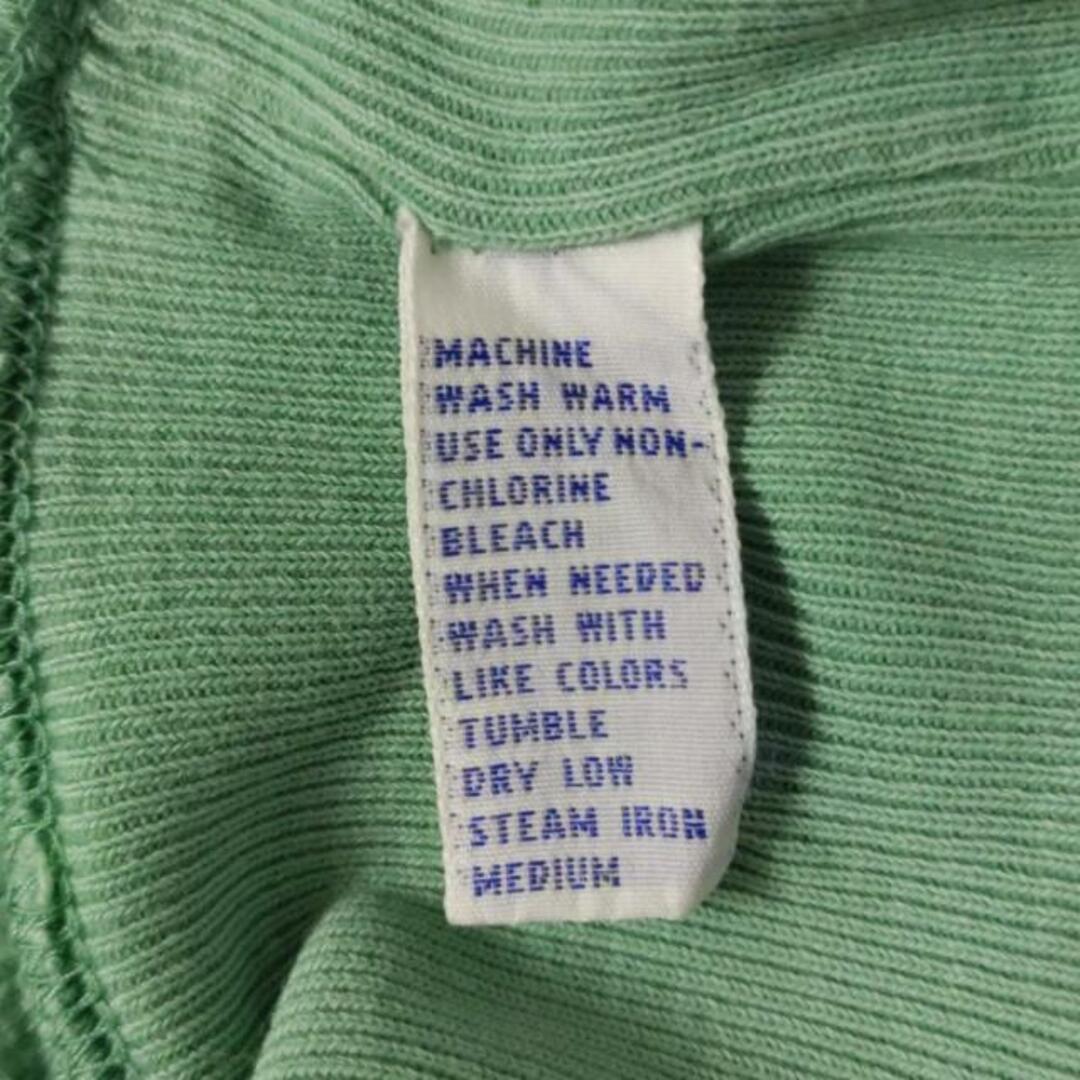 MACHINE
WASH WARM
USE ONLY NON-
CHLORINE
BLEACH
WHEN NEEDED
WASH WITH
LIKE COLORS
TUMBLE
DRY LOW
STEAM IRON
MEDIUM